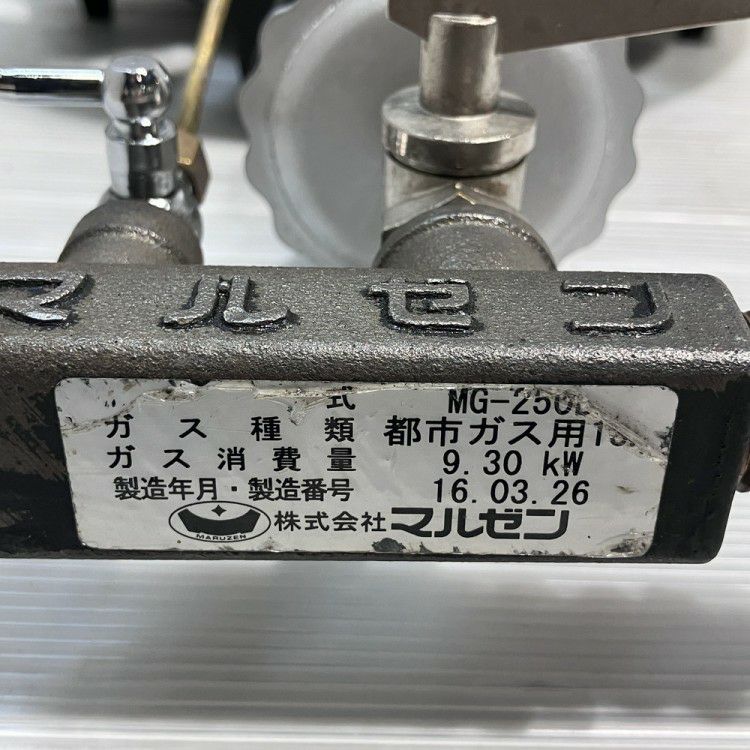 マルゼコ
式 MG-250
ガス種類 都市ガス用1
ガス消費量 9.30 kW
製造年月・製造番号 16.03.26
MARUZEN 株式会社マルゼン